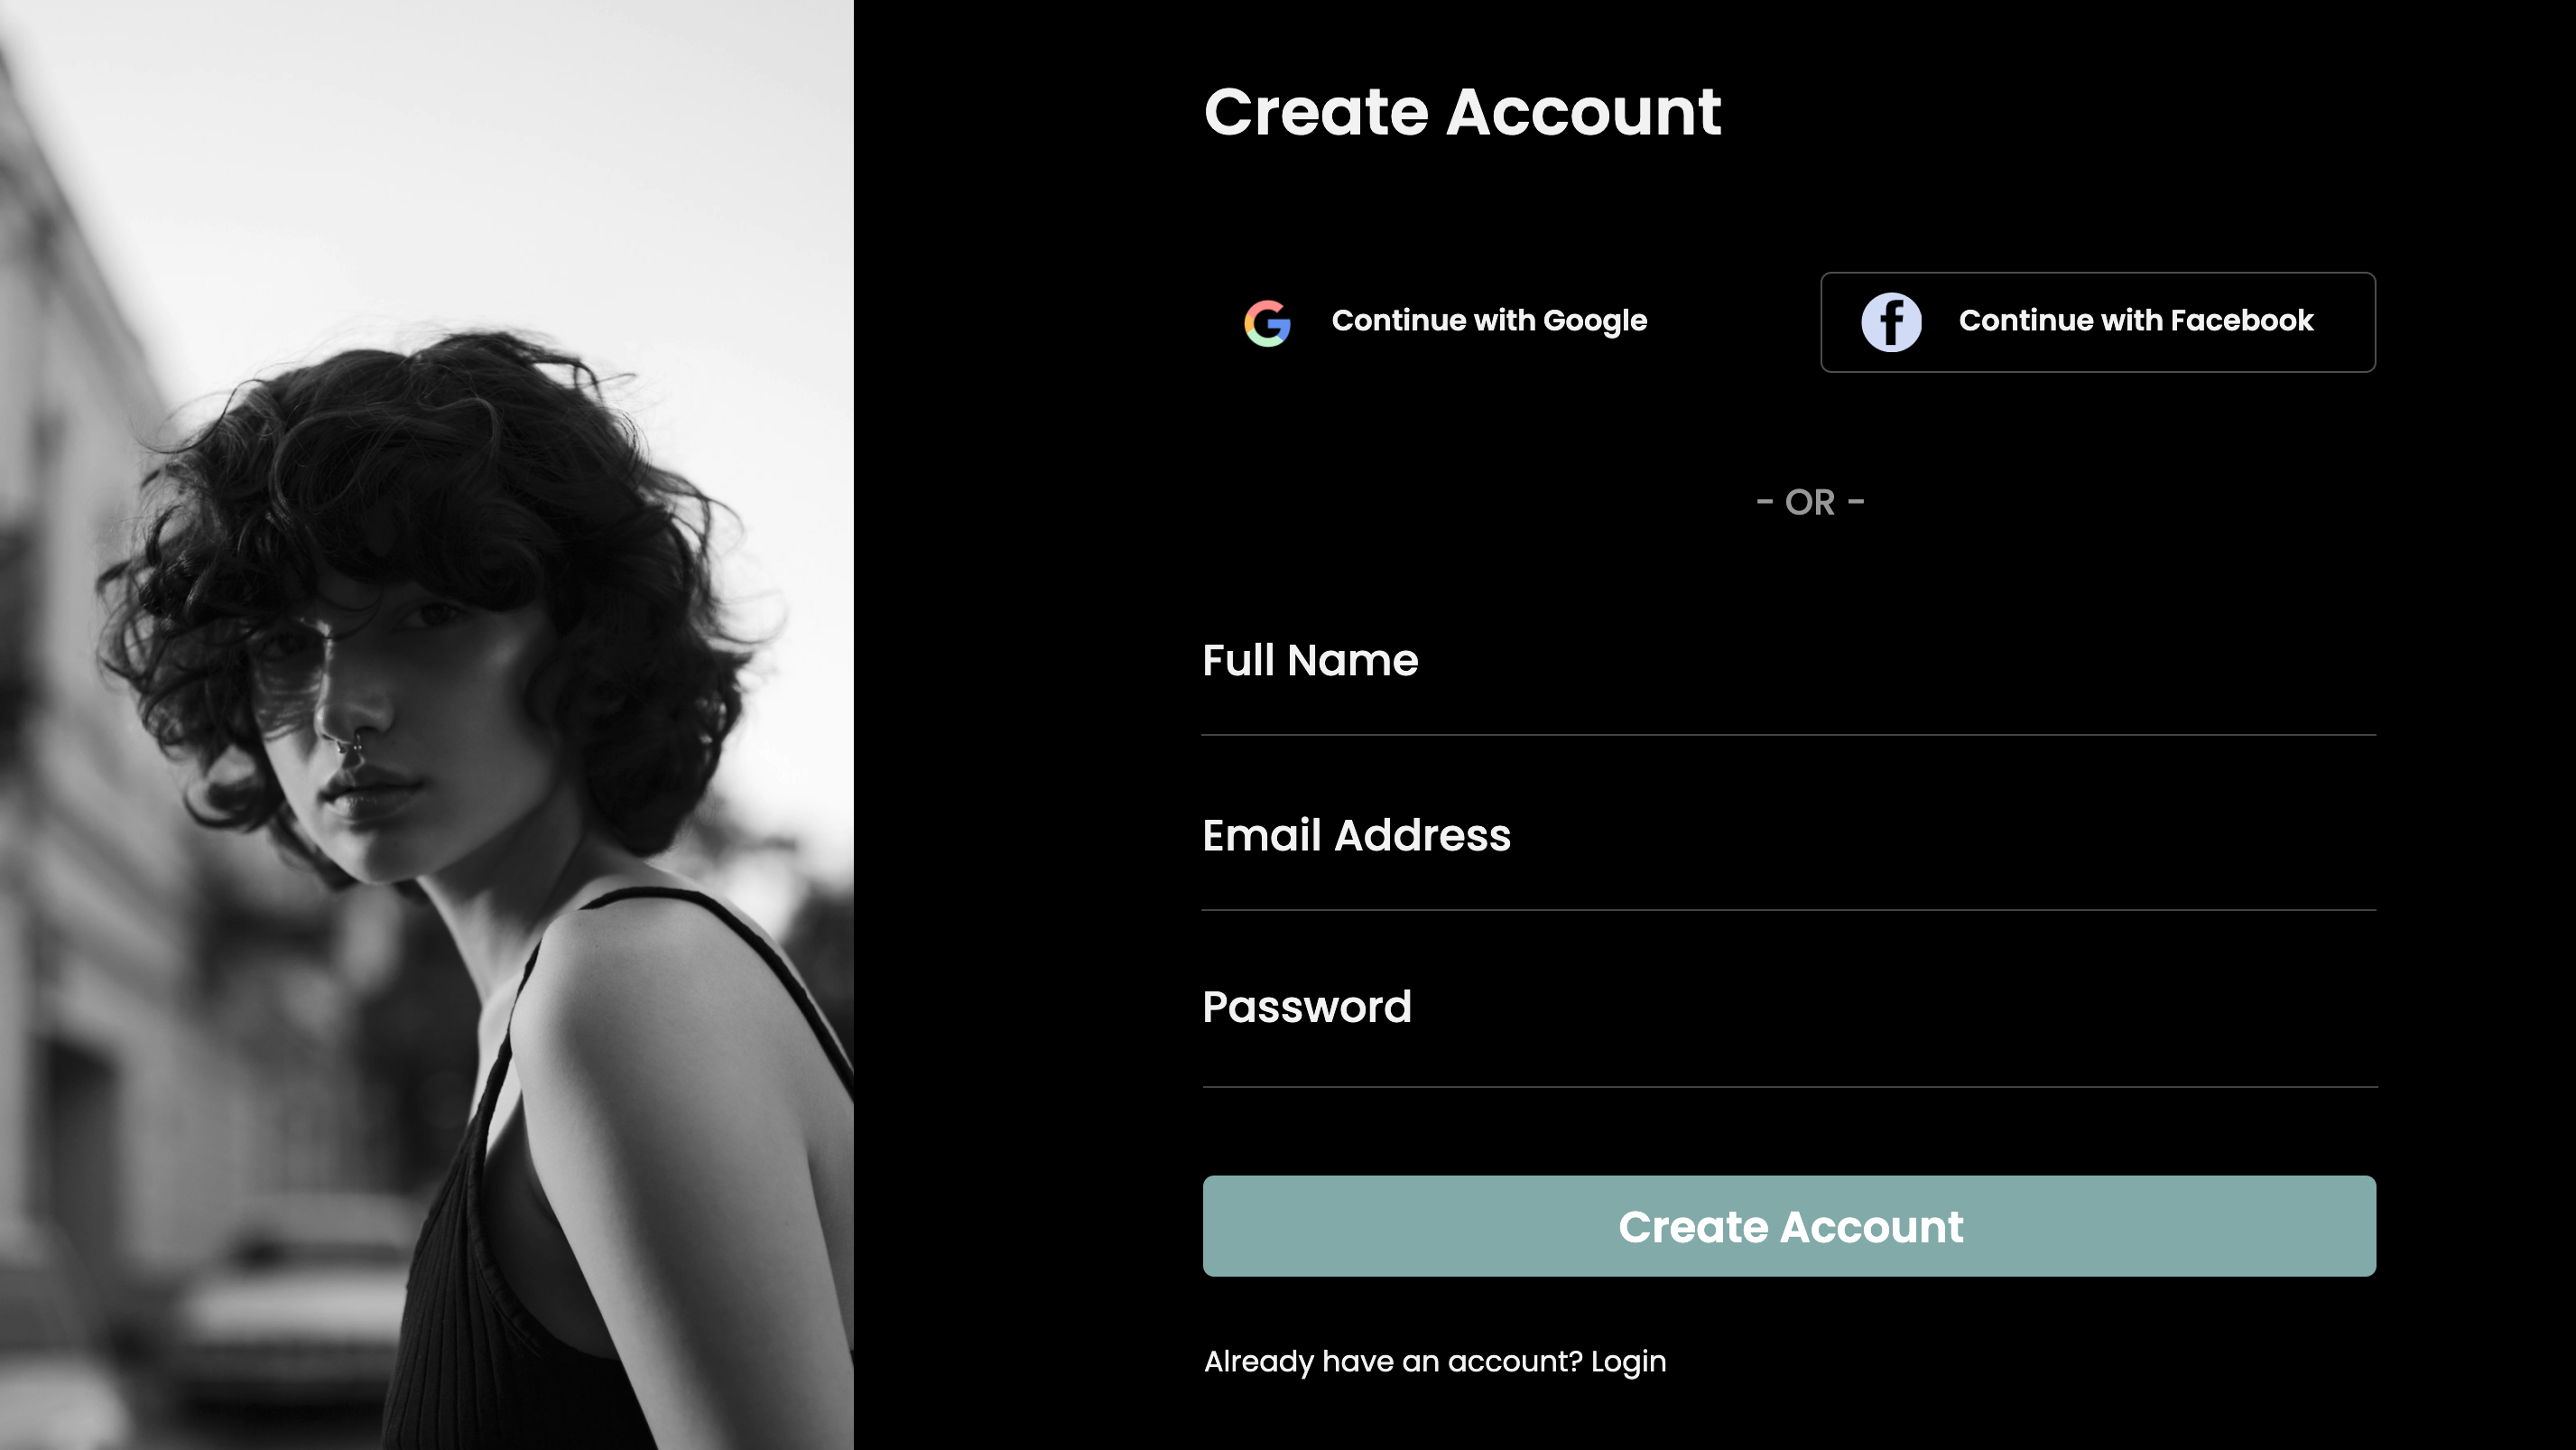 Create Account
Continue with Google
Continue with Facebook
- OR -
Full Name
Email Address
Password
Create Account
Already have an account? Login